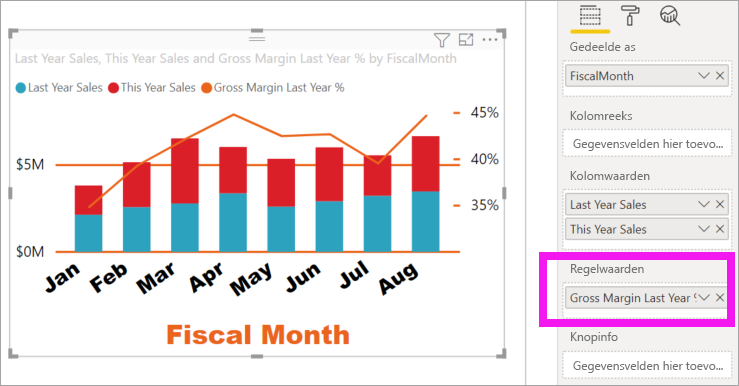 Last Year Sales, This Year Sales and Gross Margin Last Year % by FiscalMonth
Last Year Sales This Year Sales Gross Margin Last Year %
45%
$5M
40%
35%
$0M
Jan Feb Mar Apr May Jun Jul Aug
Fiscal Month
Gedeelde as
FiscalMonth
Kolomreeks
Gegevensvelden hier toevo...
Kolomwaarden
Last Year Sales
This Year Sales
Regelwaarden
Gross Margin Last Year %
Knopinfo
Gegevensvelden hier toevo...